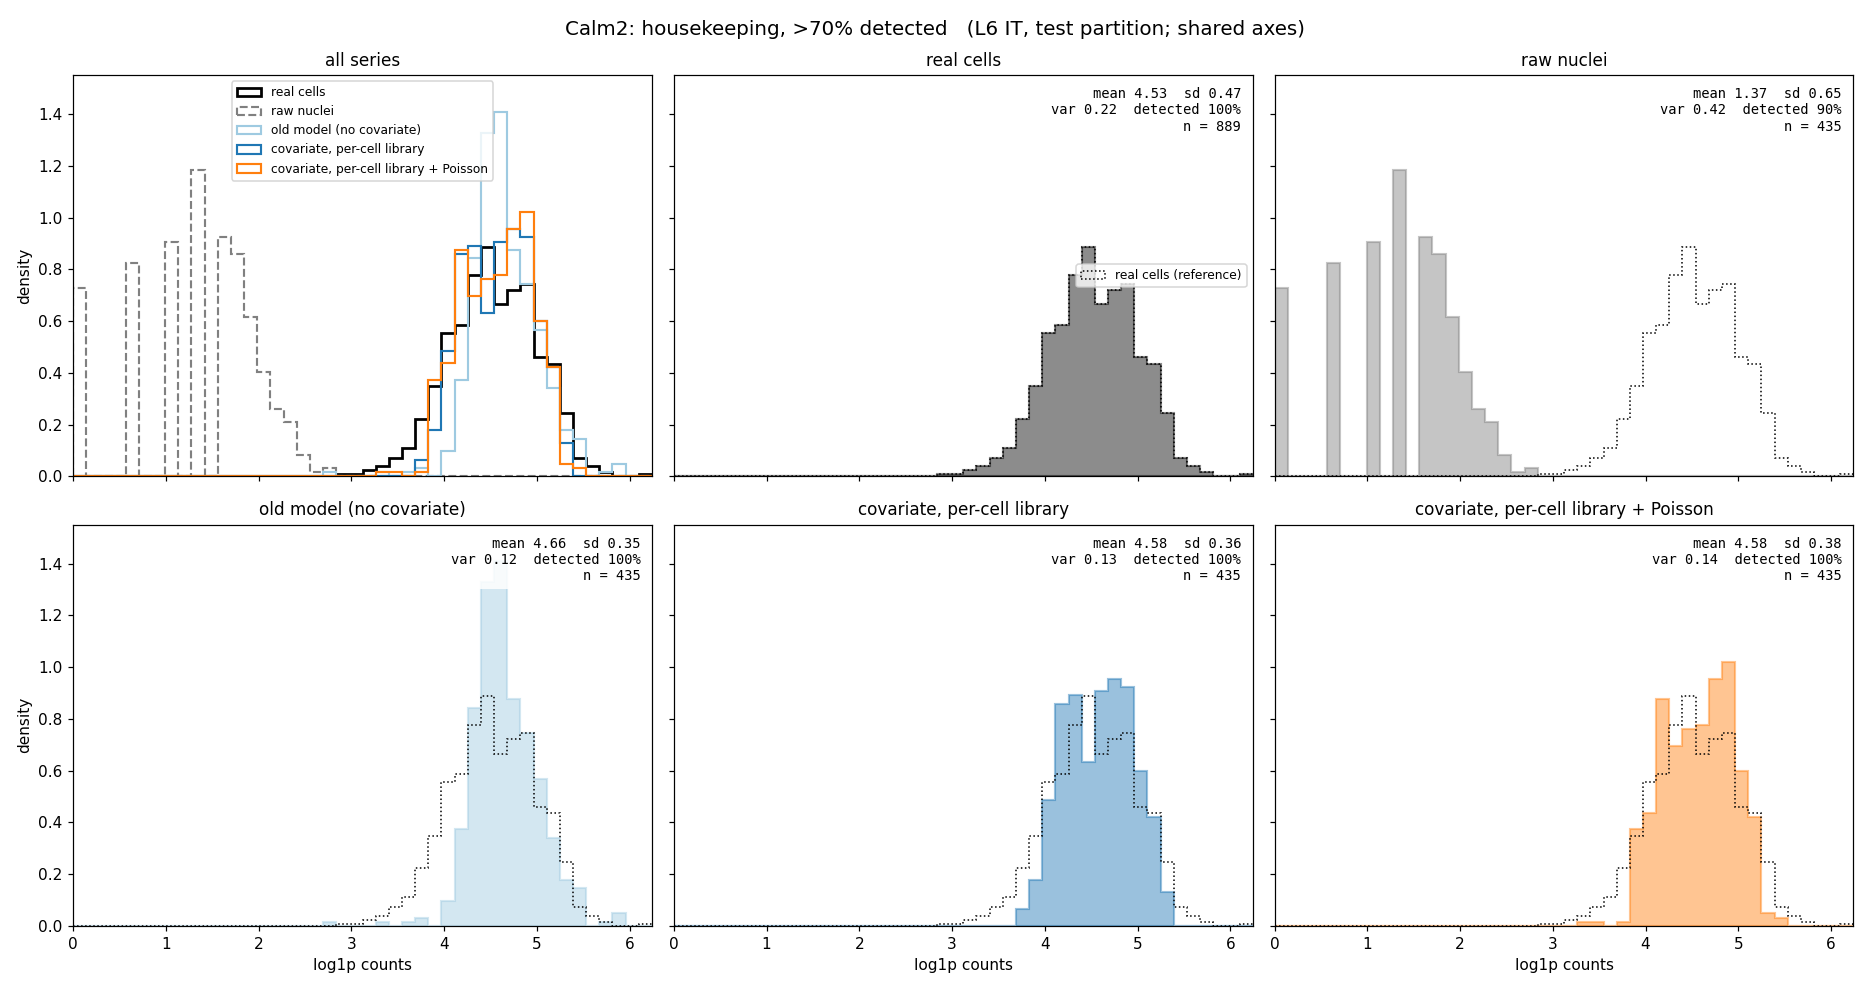 Calm2: housekeeping, >70% detected (L6 IT, test partition; shared axes)
all series
real cells
raw nuclei
density
1.4
1.2
1.0
0.8
0.6
0.4
0.2
0.0
real cells
raw nuclei
old model (no covariate)
covariate, per-cell library
covariate, per-cell library + Poisson
mean 4.53 sd 0.47
var 0.22 detected 100%
n = 889
real cells (reference)
mean 1.37 sd 0.65
var 0.42 detected 90%
n = 435
old model (no covariate)
covariate, per-cell library
covariate, per-cell library + Poisson
density
1.4
1.2
1.0
0.8
0.6
0.4
0.2
0.0
mean 4.66 sd 0.35
var 0.12 detected 100%
n = 435
mean 4.58 sd 0.36
var 0.13 detected 100%
n = 435
mean 4.58 sd 0.38
var 0.14 detected 100%
n = 435
0 1 2 3 4 5 6
0 1 2 3 4 5 6
0 1 2 3 4 5 6
log1p counts
log1p counts
log1p counts